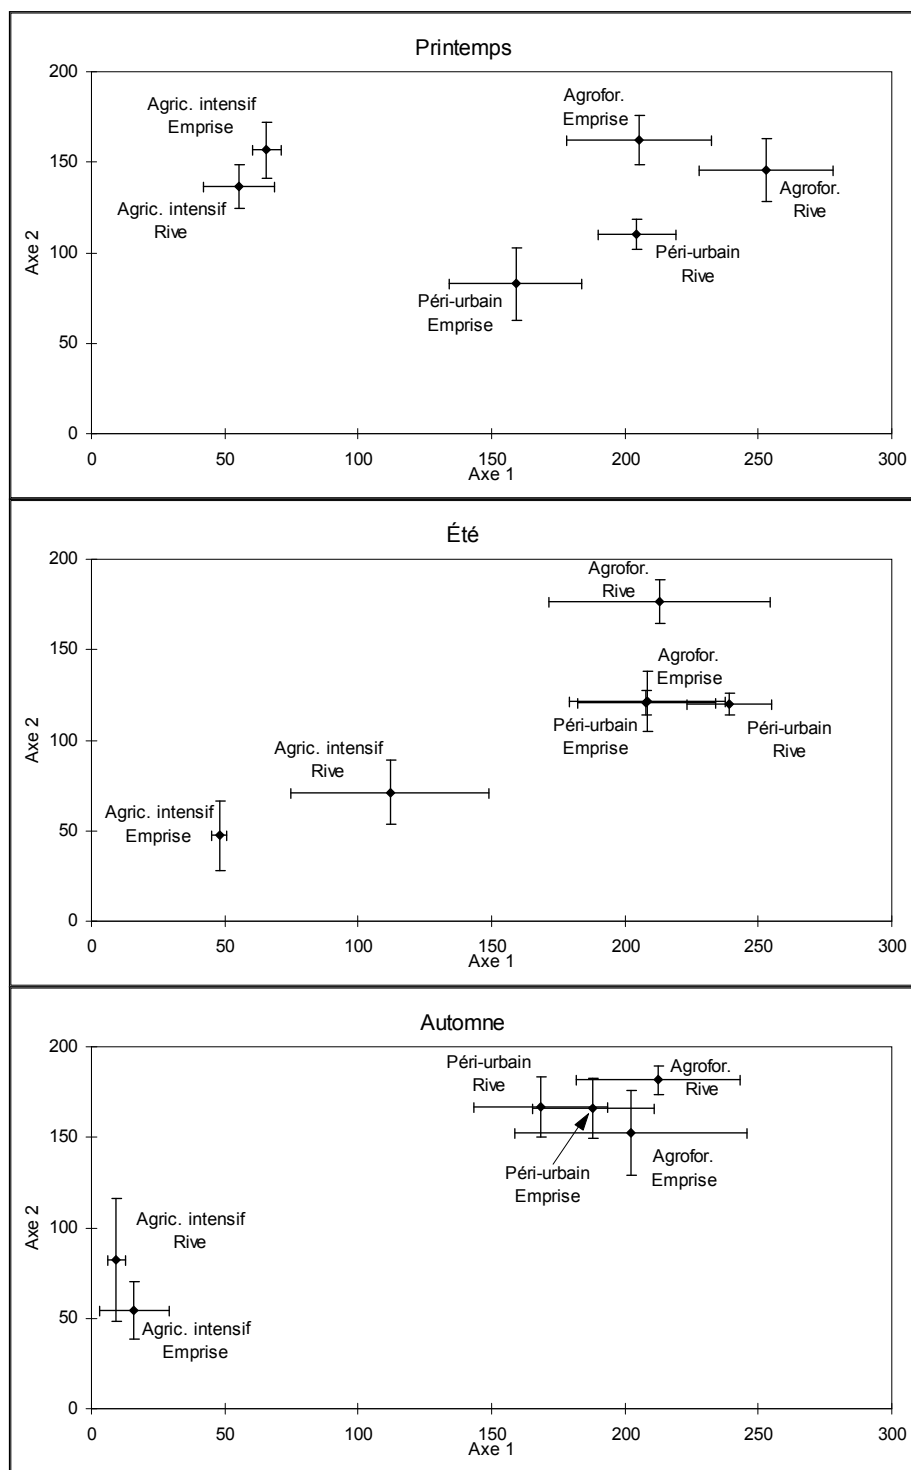 Printemps
200
150
100
50
0
Axe 2
Agric. intensif
Emprise
Agric. intensif
Rive
Agrofor.
Emprise
Agrofor.
Rive
Péri-urbain
Rive
Péri-urbain
Emprise
0 50 100 150 200 250 300
Axe 1
Été
200
150
100
50
0
Axe 2
Agrofor.
Rive
Agrofor.
Emprise
Péri-urbain
Emprise
Péri-urbain
Rive
Agric. intensif
Rive
Agric. intensif
Emprise
0 50 100 150 200 250 300
Axe 1
Automne
200
150
100
50
0
Axe 2
Péri-urbain
Rive
Agrofor.
Rive
Péri-urbain
Emprise
Agrofor.
Emprise
Agric. intensif
Rive
Agric. intensif
Emprise
0 50 100 150 200 250 300
Axe 1